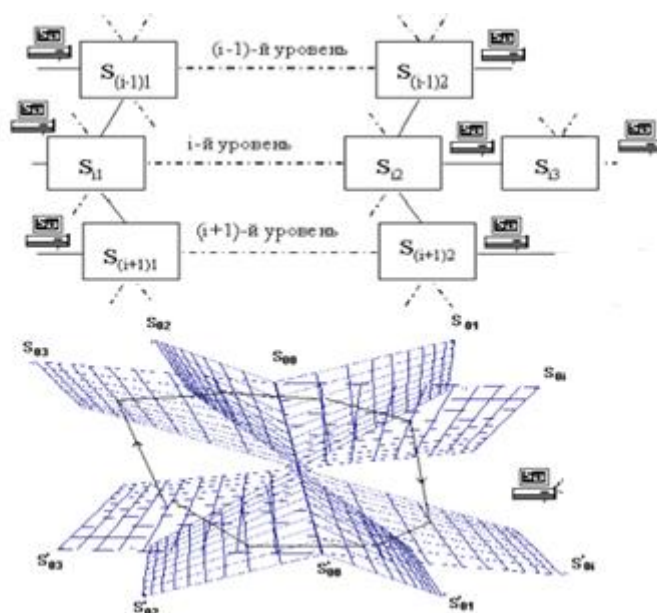 (i-1)-й уровень
S(i-1)1
S(i-1)2
i-й уровень
Si1
Si2
Si3
(i+1)-й уровень
S(i+1)1
S(i+1)2
S02
S01
S03
S00
S0i
S'03
S'00
S'0i
S'02
S'01